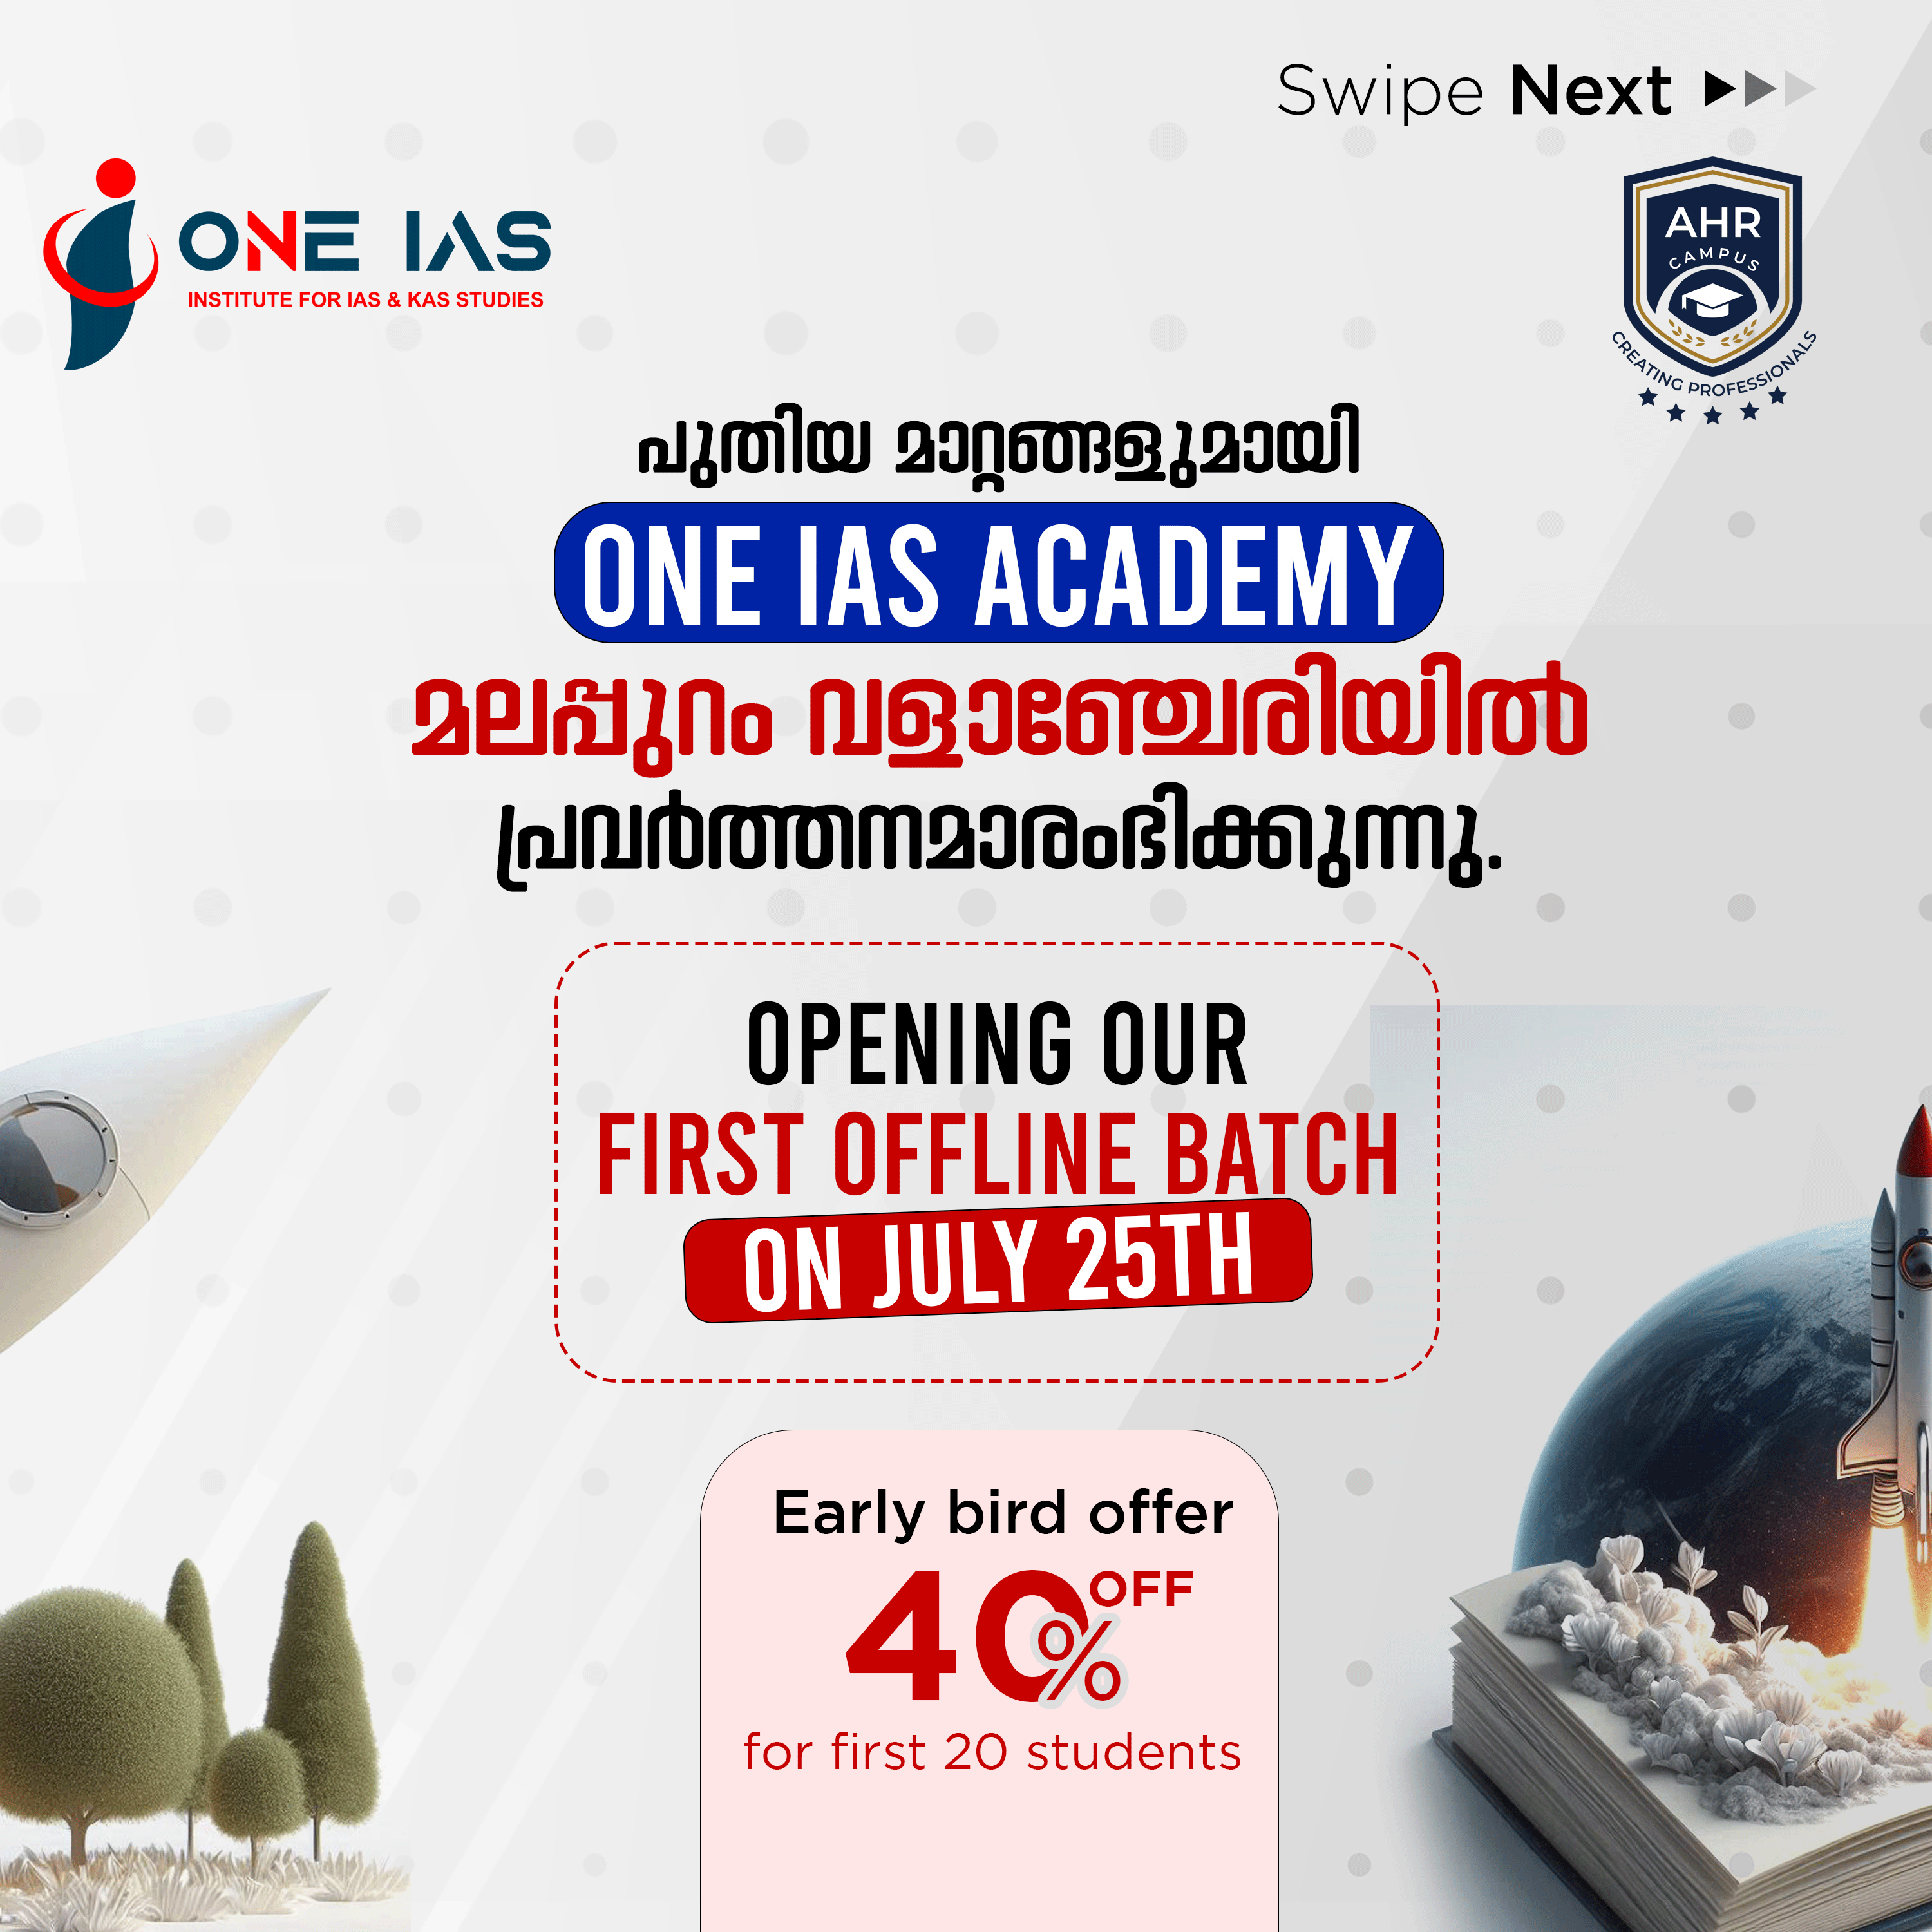 Swipe Next
ONE IAS
INSTITUTE FOR IAS & KAS STUDIES
AHR
CAMPUS
CREATING PROFESSIONALS
പുതിയ മാറ്റങ്ങളുമായി
ONE IAS ACADEMY
മലപ്പുറം വളാഞ്ചേരിയിൽ
പ്രവർത്തനമാരംഭിക്കുന്നു.
OPENING OUR
FIRST OFFLINE BATCH
ON JULY 25TH
Early bird offer
40% OFF
for first 20 students